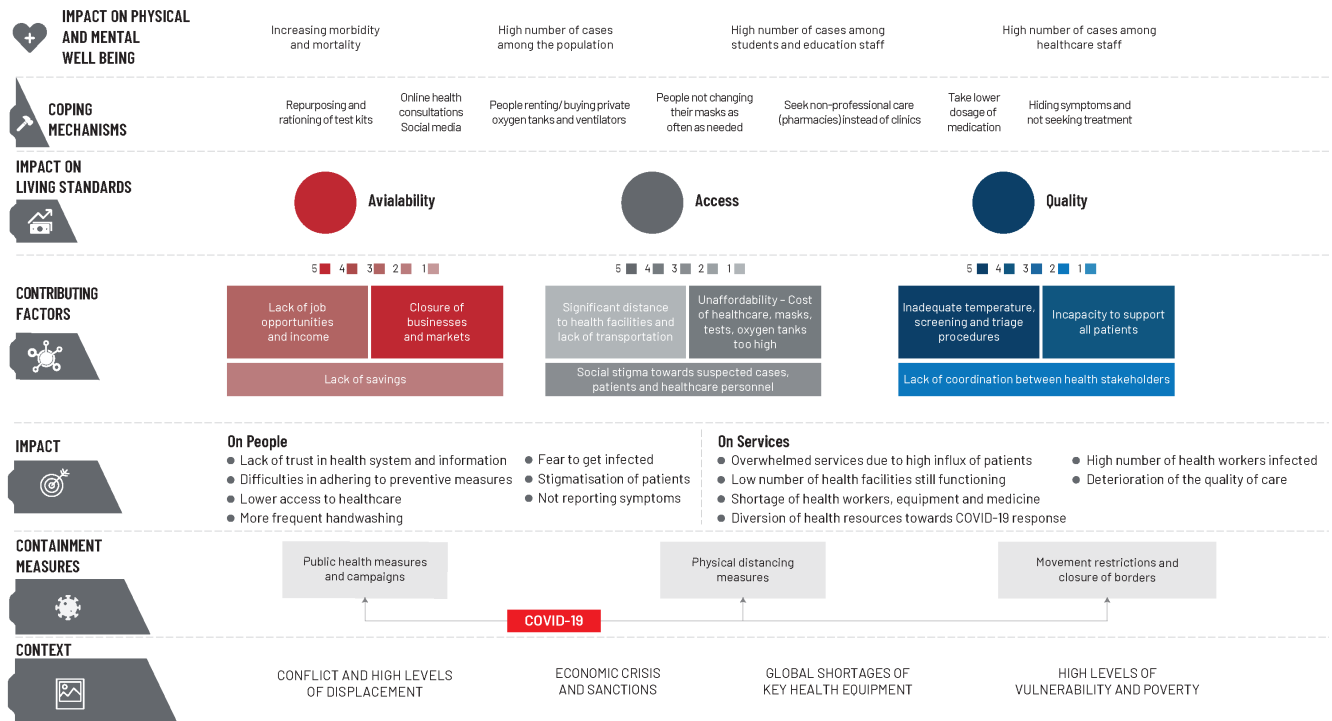 IMPACT ON PHYSICAL
AND MENTAL
WELL BEING
Increasing morbidity
and mortality
High number of cases
among the population
High number of cases among
students and education staff
High number of cases among
healthcare staff
COPING
MECHANISMS
Repurposing and
rationing of test kits
Online health
consultations
Social media
People renting/buying private
oxygen tanks and ventilators
People not changing
their masks as
often as needed
Seek non-professional care
(pharmacies) instead of clinics
Take lower
dosage of
medication
Hiding symptoms and
not seeking treatment
IMPACT ON
LIVING STANDARDS
Avialability
Access
Quality
5 4 3 2 1
5 4 3 2 1
5 4 3 2 1
CONTRIBUTING
FACTORS
Lack of job
opportunities
and income
Closure of
businesses
and markets
Lack of savings
Significant distance
to health facilities and
lack of transportation
Unaffordability – Cost
of healthcare, masks,
tests, oxygen tanks
too high
Social stigma towards suspected cases,
patients and healthcare personnel
Inadequate temperature,
screening and triage
procedures
Incapacity to support
all patients
Lack of coordination between health stakeholders
IMPACT
On People
Lack of trust in health system and information
Difficulties in adhering to preventive measures
Lower access to healthcare
More frequent handwashing
Fear to get infected
Stigmatisation of patients
Not reporting symptoms
On Services
Overwhelmed services due to high influx of patients
Low number of health facilities still functioning
Shortage of health workers, equipment and medicine
Diversion of health resources towards COVID-19 response
High number of health workers infected
Deterioration of the quality of care
CONTAINMENT
MEASURES
Public health measures
and campaigns
Physical distancing
measures
Movement restrictions and
closure of borders
COVID-19
CONTEXT
CONFLICT AND HIGH LEVELS
OF DISPLACEMENT
ECONOMIC CRISIS
AND SANCTIONS
GLOBAL SHORTAGES OF
KEY HEALTH EQUIPMENT
HIGH LEVELS OF
VULNERABILITY AND POVERTY